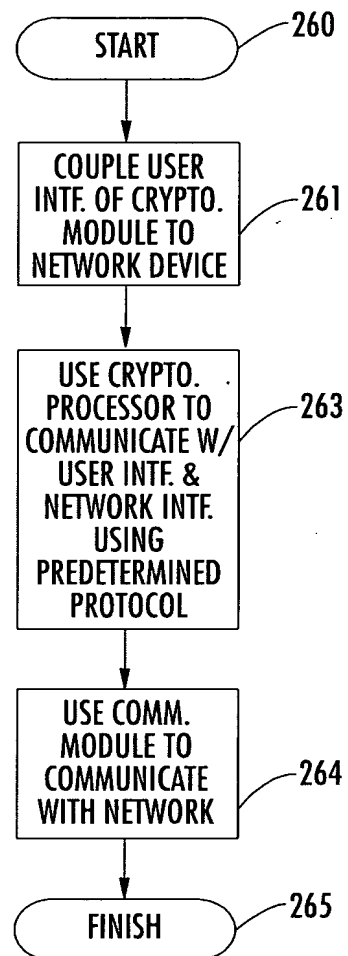 START
260
COUPLE USER
INTF. OF CRYPTO.
MODULE TO
NETWORK DEVICE
261
USE CRYPTO.
PROCESSOR TO
COMMUNICATE W/
USER INTF. &
NETWORK INTF.
USING
PREDETERMINED
PROTOCOL
263
USE COMM.
MODULE TO
COMMUNICATE
WITH NETWORK
264
FINISH
265